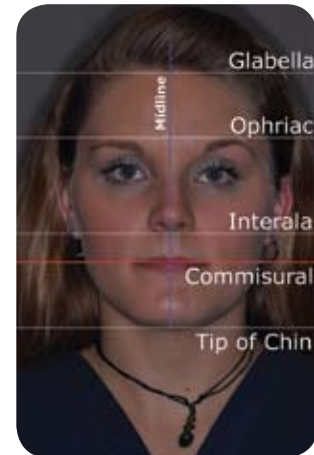 Glabella
Midline
Ophriac
Interala
Commisural
Tip of Chin